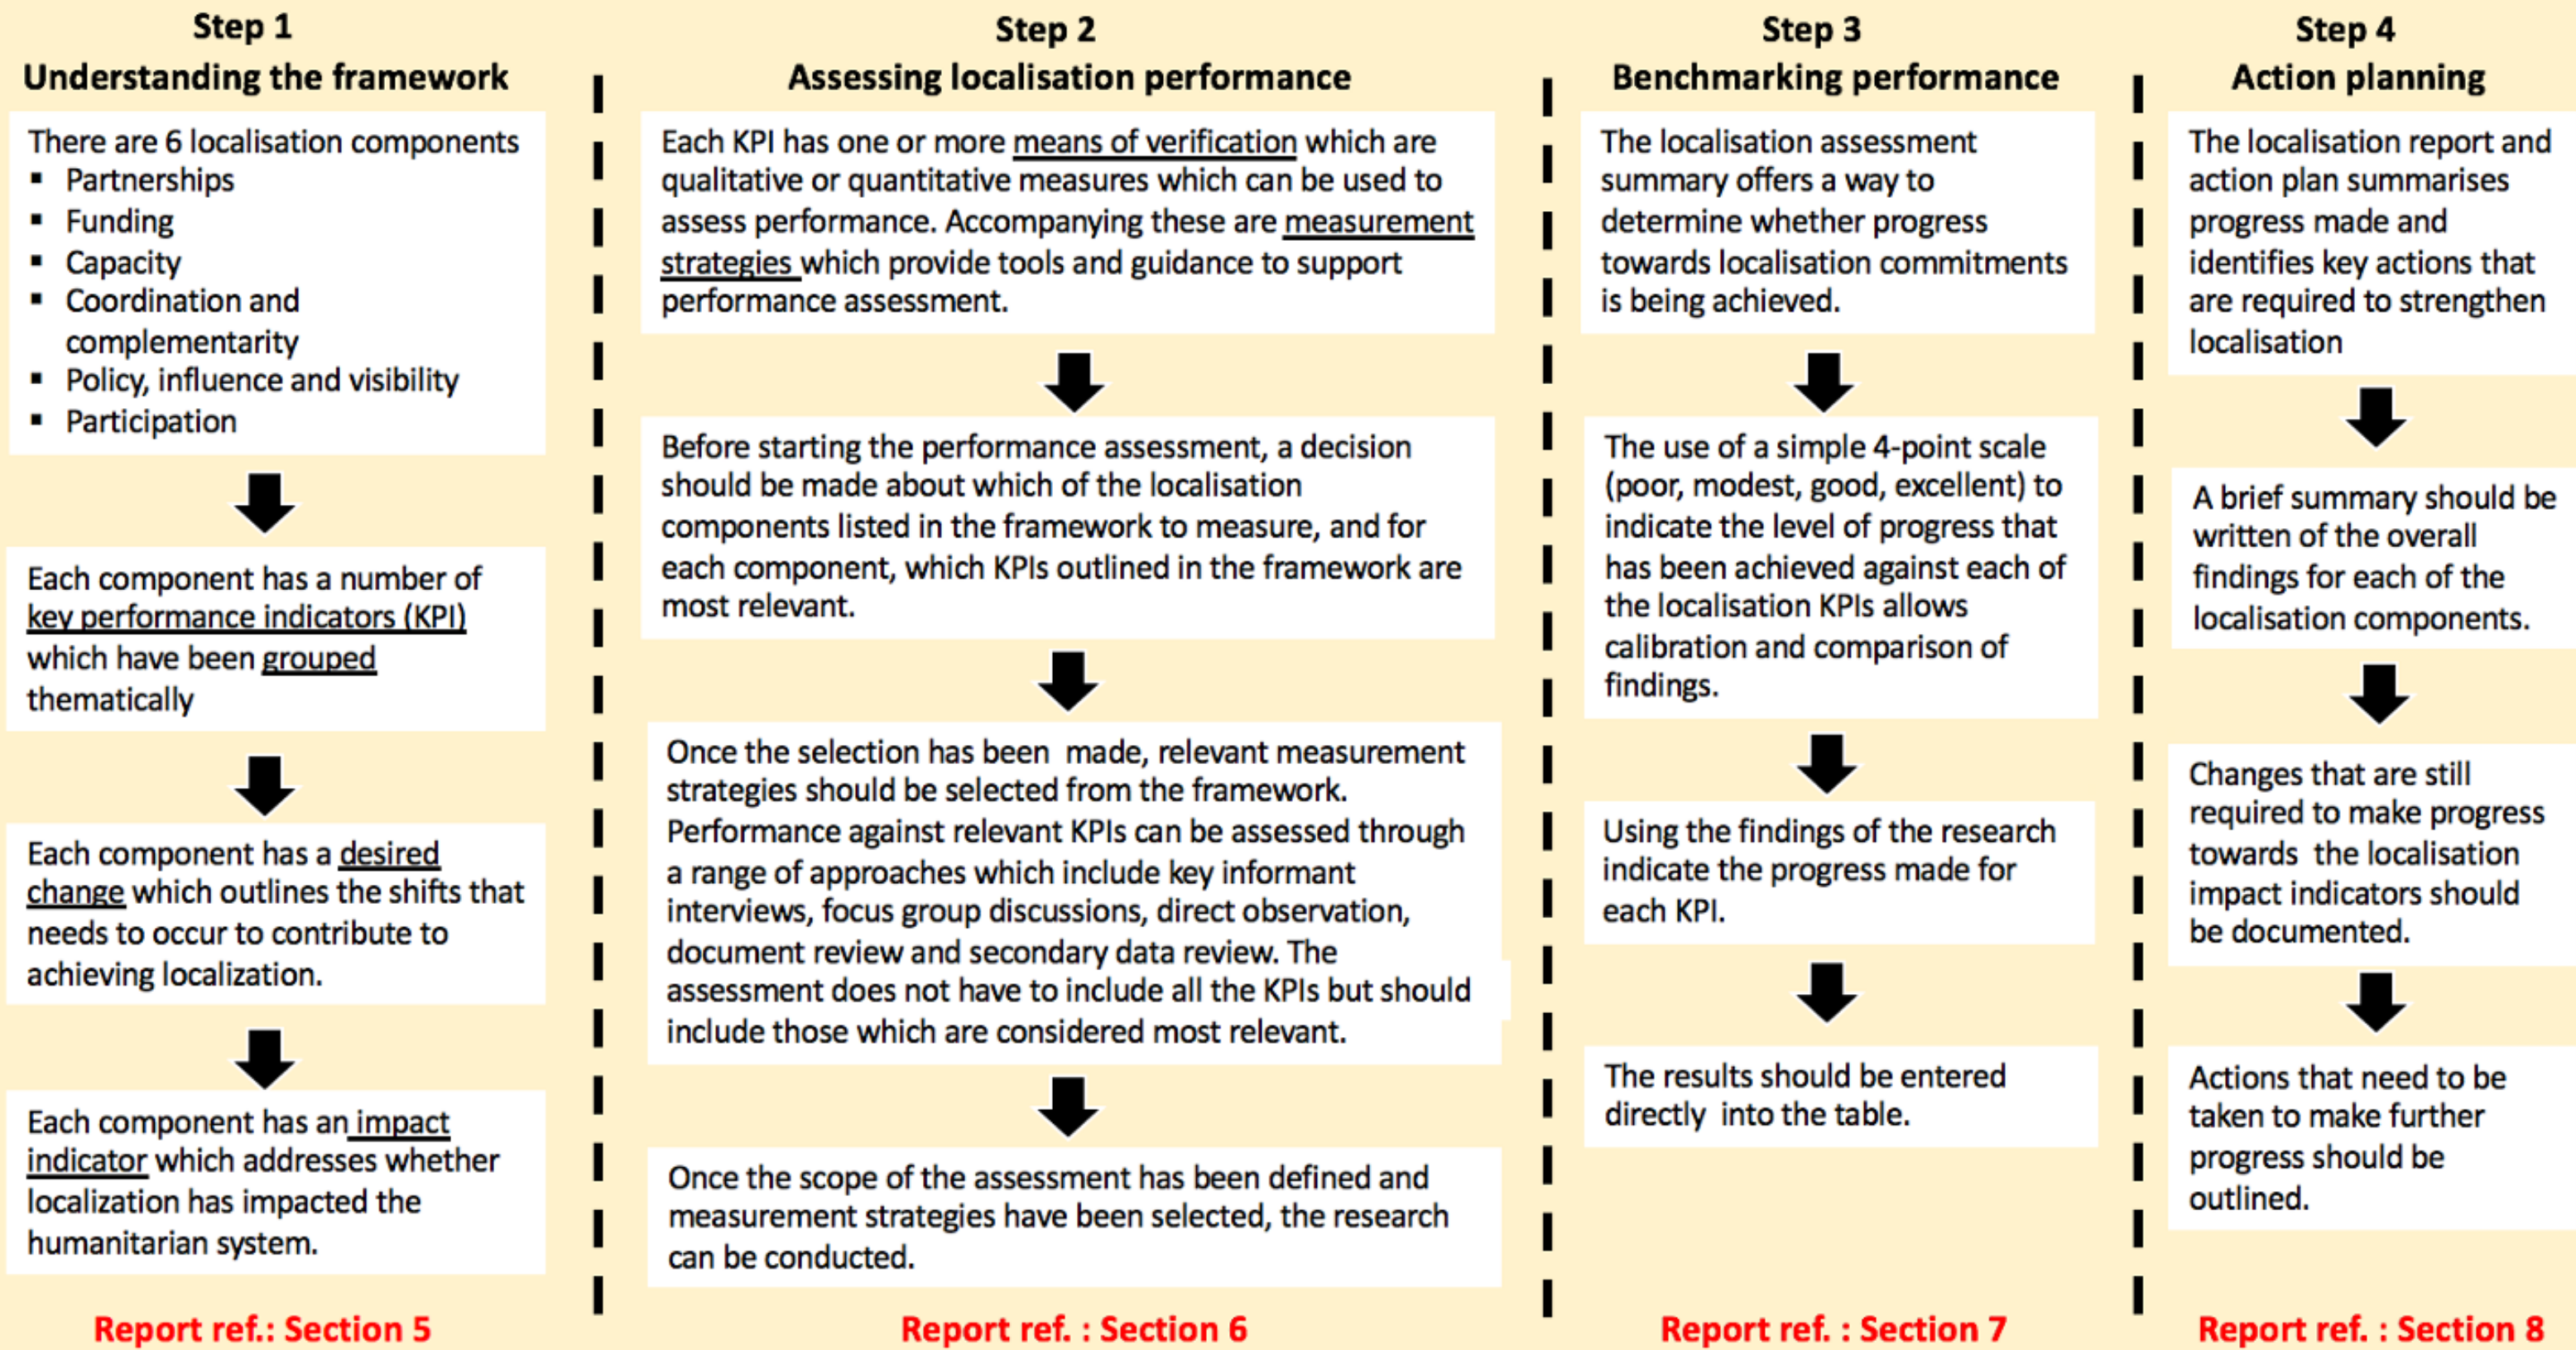 Step 1
Understanding the framework
There are 6 localisation components
▪ Partnerships
▪ Funding
▪ Capacity
▪ Coordination and
complementarity
▪ Policy, influence and visibility
▪ Participation
Each component has a number of
key performance indicators (KPI)
which have been grouped
thematically
Each component has a desired
change which outlines the shifts that
needs to occur to contribute to
achieving localization.
Each component has an impact
indicator which addresses whether
localization has impacted the
humanitarian system.
Report ref.: Section 5
Step 2
Assessing localisation performance
Each KPI has one or more means of verification which are
qualitative or quantitative measures which can be used to
assess performance. Accompanying these are measurement
strategies which provide tools and guidance to support
performance assessment.
Before starting the performance assessment, a decision
should be made about which of the localisation
components listed in the framework to measure, and for
each component, which KPIs outlined in the framework are
most relevant.
Once the selection has been  made, relevant measurement
strategies should be selected from the framework.
Performance against relevant KPIs can be assessed through
a range of approaches which include key informant
interviews, focus group discussions, direct observation,
document review and secondary data review. The
assessment does not have to include all the KPIs but should
include those which are considered most relevant.
Once the scope of the assessment has been defined and
measurement strategies have been selected, the research
can be conducted.
Report ref. : Section 6
Step 3
Benchmarking performance
The localisation assessment
summary offers a way to
determine whether progress
towards localisation commitments
is being achieved.
The use of a simple 4-point scale
(poor, modest, good, excellent) to
indicate the level of progress that
has been achieved against each of
the localisation KPIs allows
calibration and comparison of
findings.
Using the findings of the research
indicate the progress made for
each KPI.
The results should be entered
directly  into the table.
Report ref. : Section 7
Step 4
Action planning
The localisation report and
action plan summarises
progress made and
identifies key actions that
are required to strengthen
localisation
A brief summary should be
written of the overall
findings for each of the
localisation components.
Changes that are still
required to make progress
towards  the localisation
impact indicators should
be documented.
Actions that need to be
taken to make further
progress should be
outlined.
Report ref. : Section 8